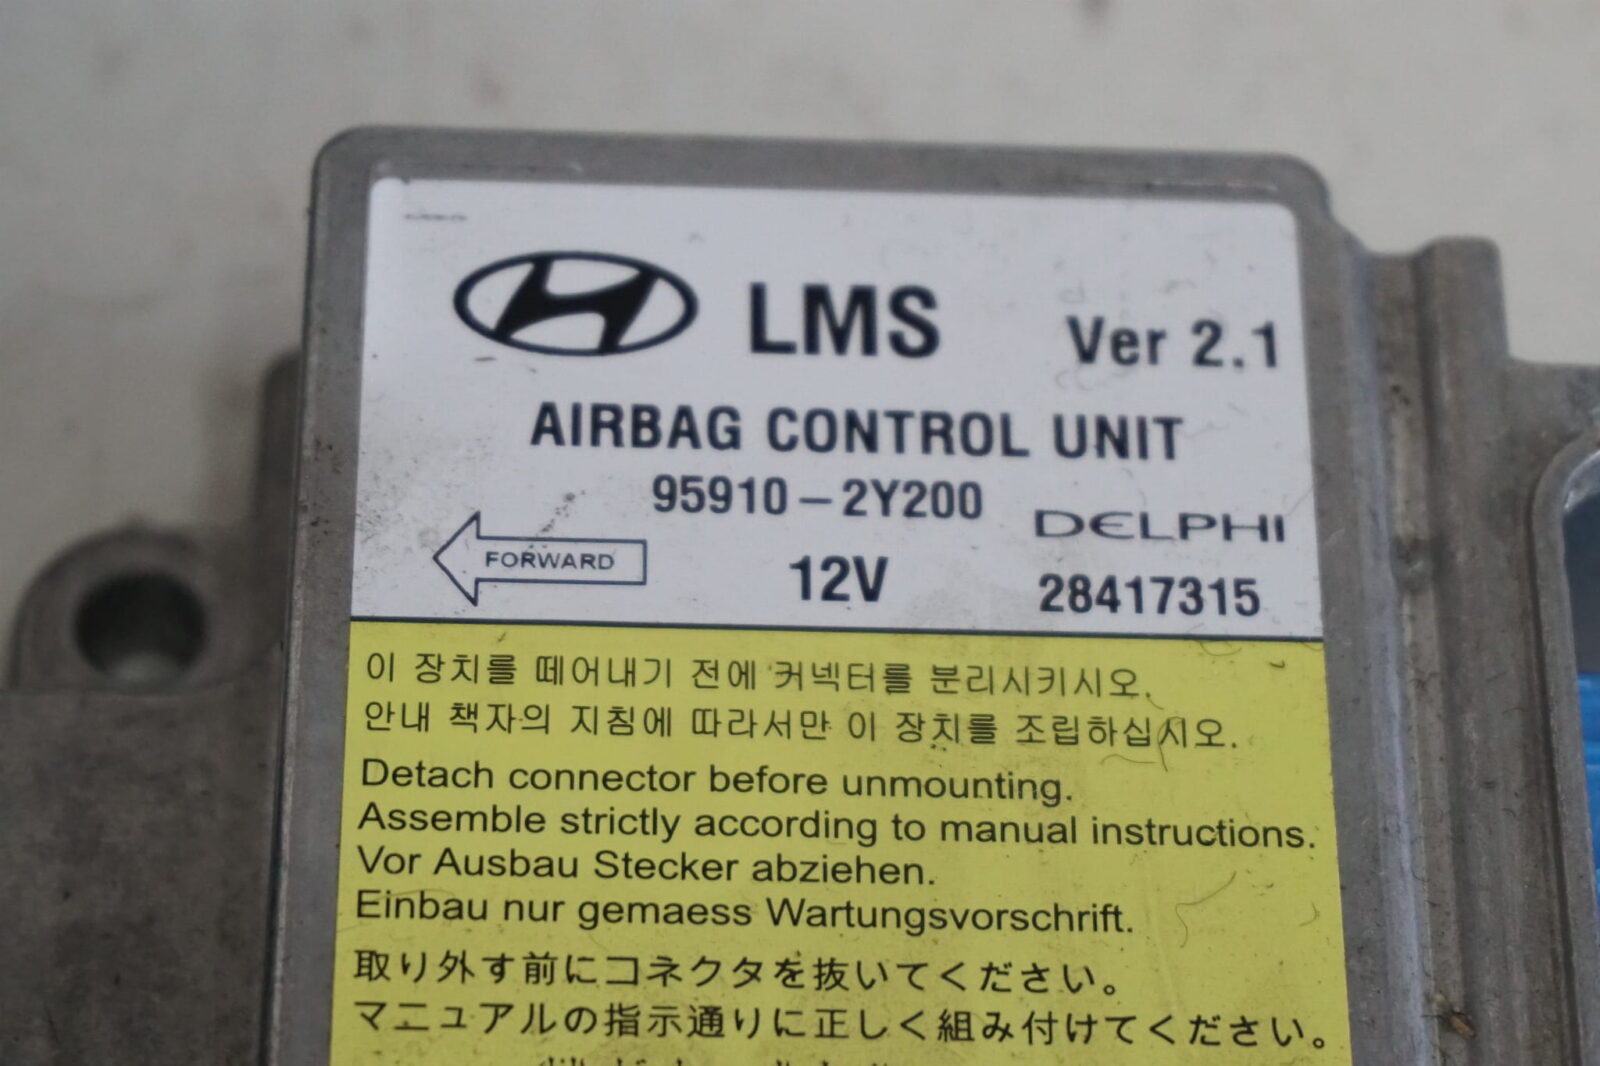 LMS Ver 2.1
AIRBAG CONTROL UNIT
95910-2Y200
DELPHI
FORWARD
12V
28417315
이 장치를 떼어내기 전에 커넥터를 분리시키시오.
안내 책자의 지침에 따라서만 이 장치를 조립하십시오.
Detach connector before unmounting.
Assemble strictly according to manual instructions.
Vor Ausbau Stecker abziehen.
Einbau nur gemaess Wartungsvorschrift.
取り外す前にコネクタを抜いてください。
マニュアルの指示通りに正しく組み付けてください。